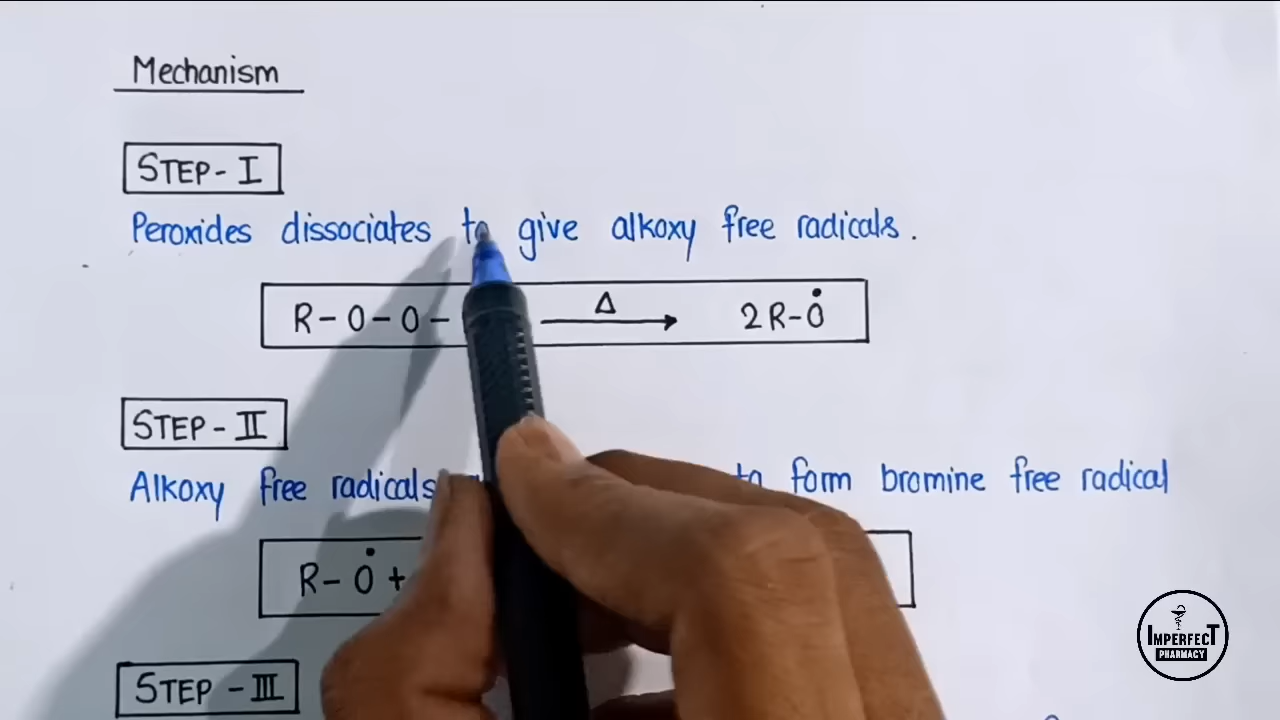 Mechanism
STEP-I
Peroxides dissociates to give alkoxy free radicals.
R-O-O- Δ → 2R-Ȯ
STEP-II
Alkoxy free radicals to form bromine free radical
R-Ȯ +
STEP-III
IMPERFECT
PHARMACY